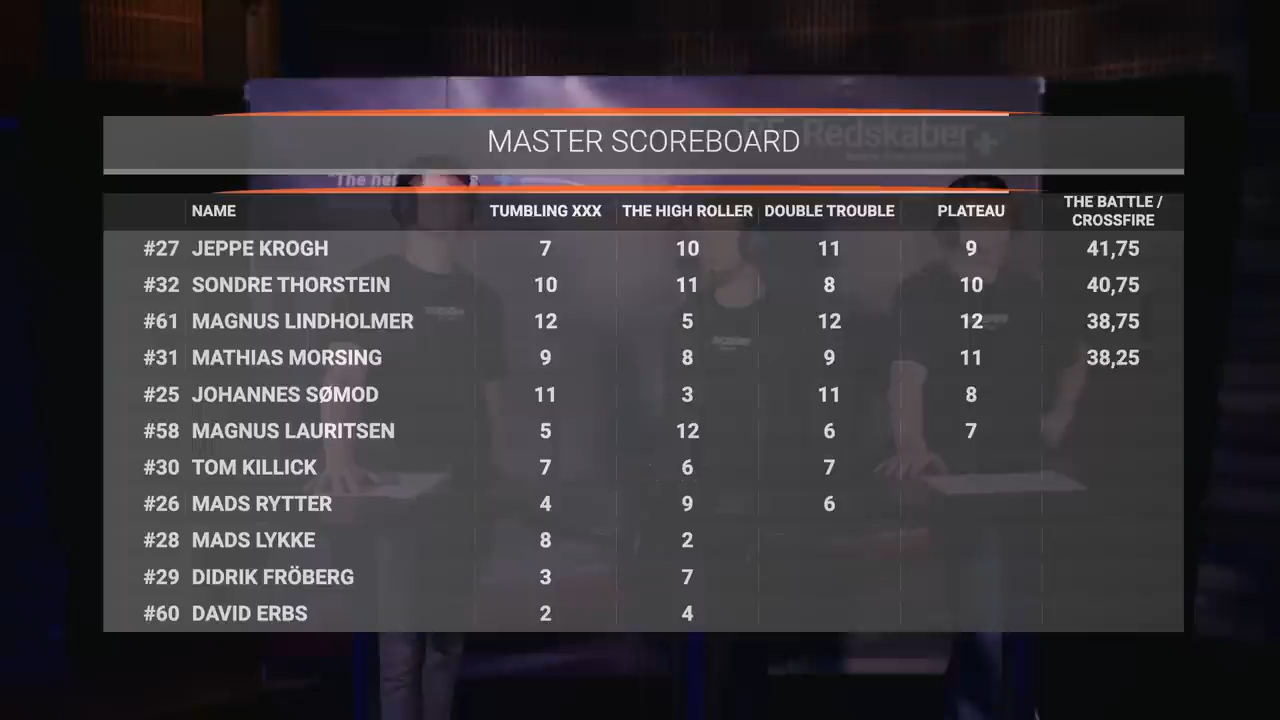 MASTER SCOREBOARD
Redskaber
"The
NAME TUMBLING XXX THE HIGH ROLLER DOUBLE TROUBLE PLATEAU THE BATTLE / CROSSFIRE
#27 JEPPE KROGH 7 10 11 9 41,75
#32 SONDRE THORSTEIN 10 11 8 10 40,75
#61 MAGNUS LINDHOLMER 12 5 12 12 38,75
#31 MATHIAS MORSING 9 8 9 11 38,25
#25 JOHANNES SØMOD 11 3 11 8
#58 MAGNUS LAURITSEN 5 12 6 7
#30 TOM KILLICK 7 6 7
#26 MADS RYTTER 4 9 6
#28 MADS LYKKE 8 2
#29 DIDRIK FRÖBERG 3 7
#60 DAVID ERBS 2 4